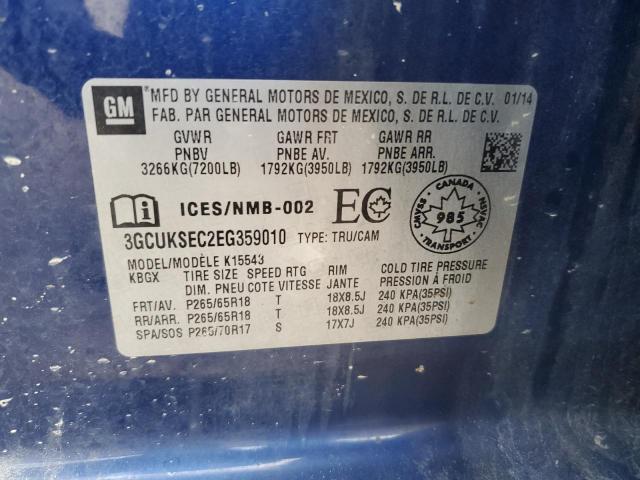 GM
MFD BY GENERAL MOTORS DE MEXICO, S. DE R.L. DE C.V. 01/14
FAB. PAR GENERAL MOTORS DE MEXICO, S. DE R.L. DE C.V.
GVWR GAWR FRT GAWR RR
PNBV PNBE AV. PNBE ARR.
3266KG(7200LB) 1792KG(3950LB) 1792KG(3950LB)
ICES/NMB-002 EC
CANADA
CMVSS 985 NSVAC
TRANSPORT
3GCUKSEC2EG359010 TYPE: TRU/CAM
MODEL/MODÈLE K15543
KBGX TIRE SIZE SPEED RTG RIM COLD TIRE PRESSURE
DIM. PNEU COTE VITESSE JANTE PRESSION À FROID
FRT/AV. P265/65R18 T 18X8.5J 240 KPA(35PSI)
RR/ARR. P265/65R18 T 18X8.5J 240 KPA(35PSI)
SPA/SOS P265/70R17 S 17X7J 240 KPA(35PSI)